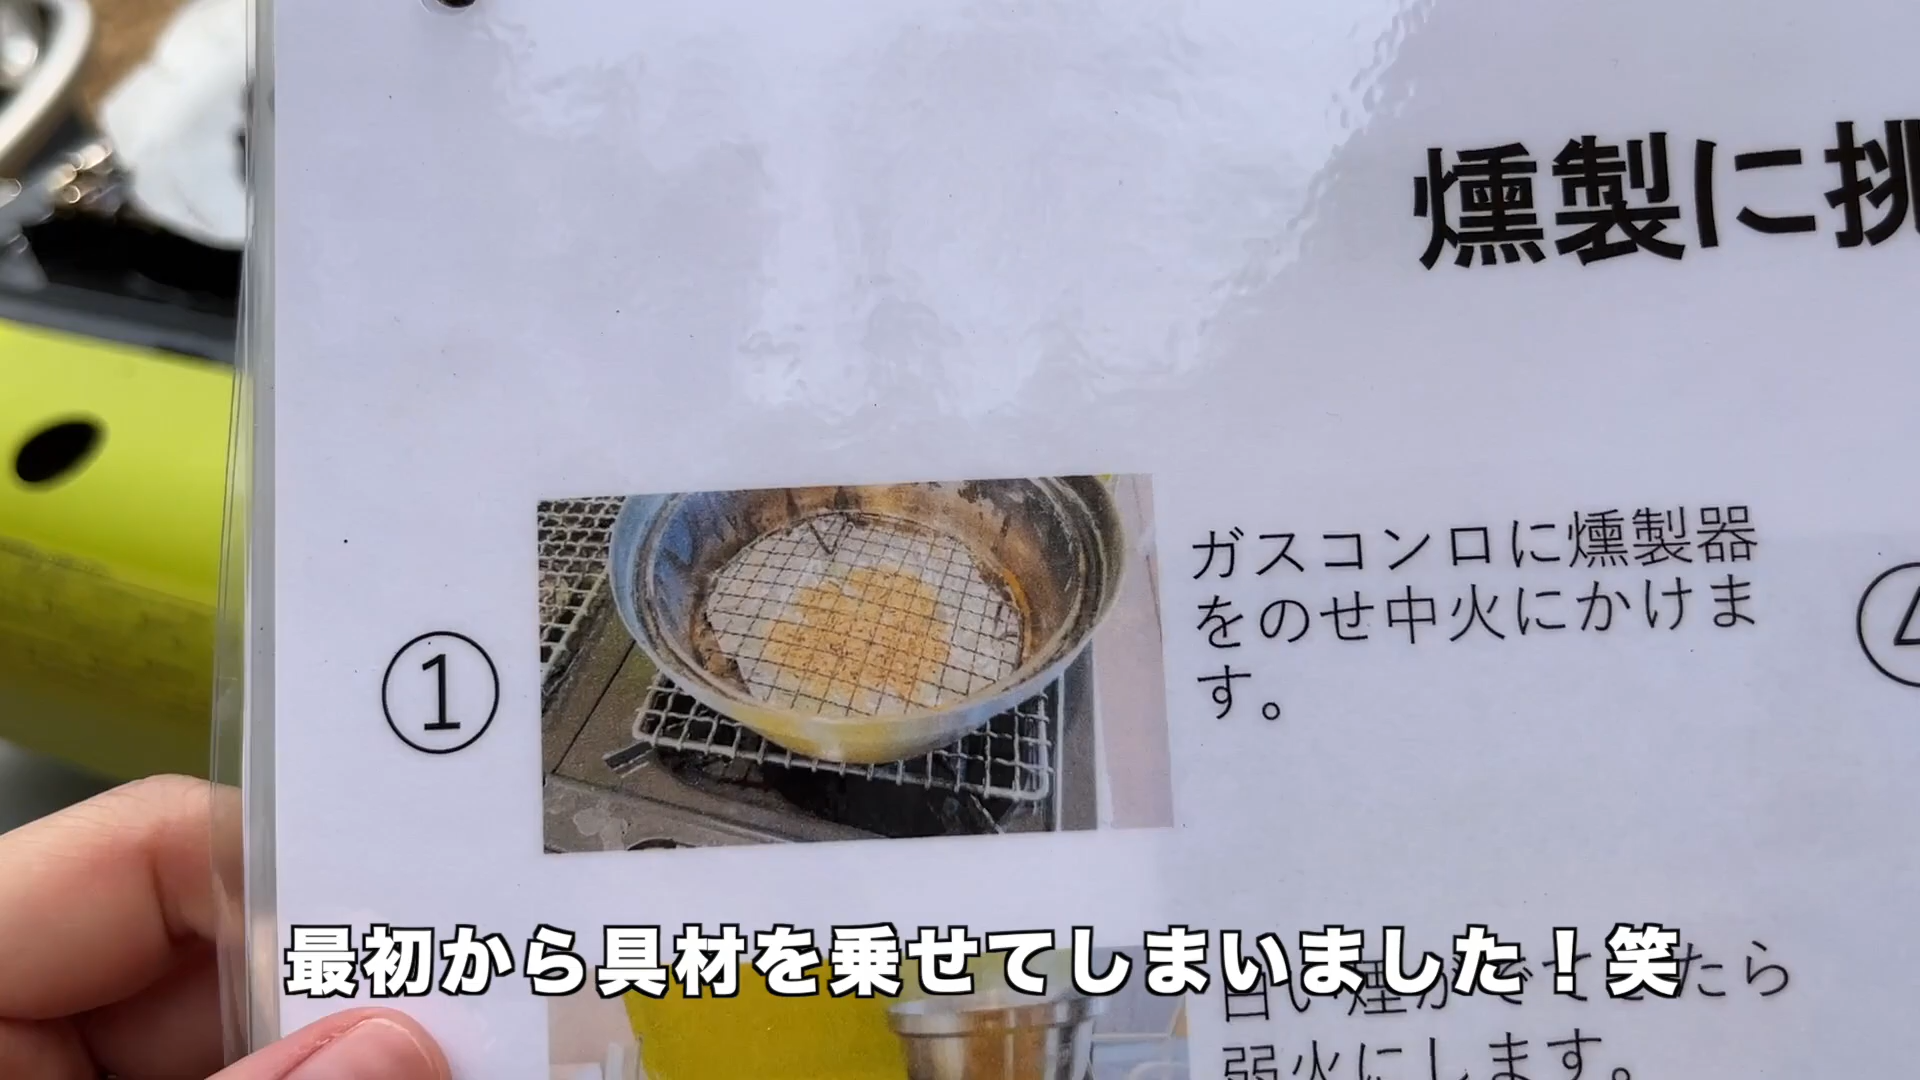 燻製に挑
①
ガスコンロに燻製器
をのせ中火にかけま
す。
最初から具材を乗せてしまいました！笑
たら
弱火にします。